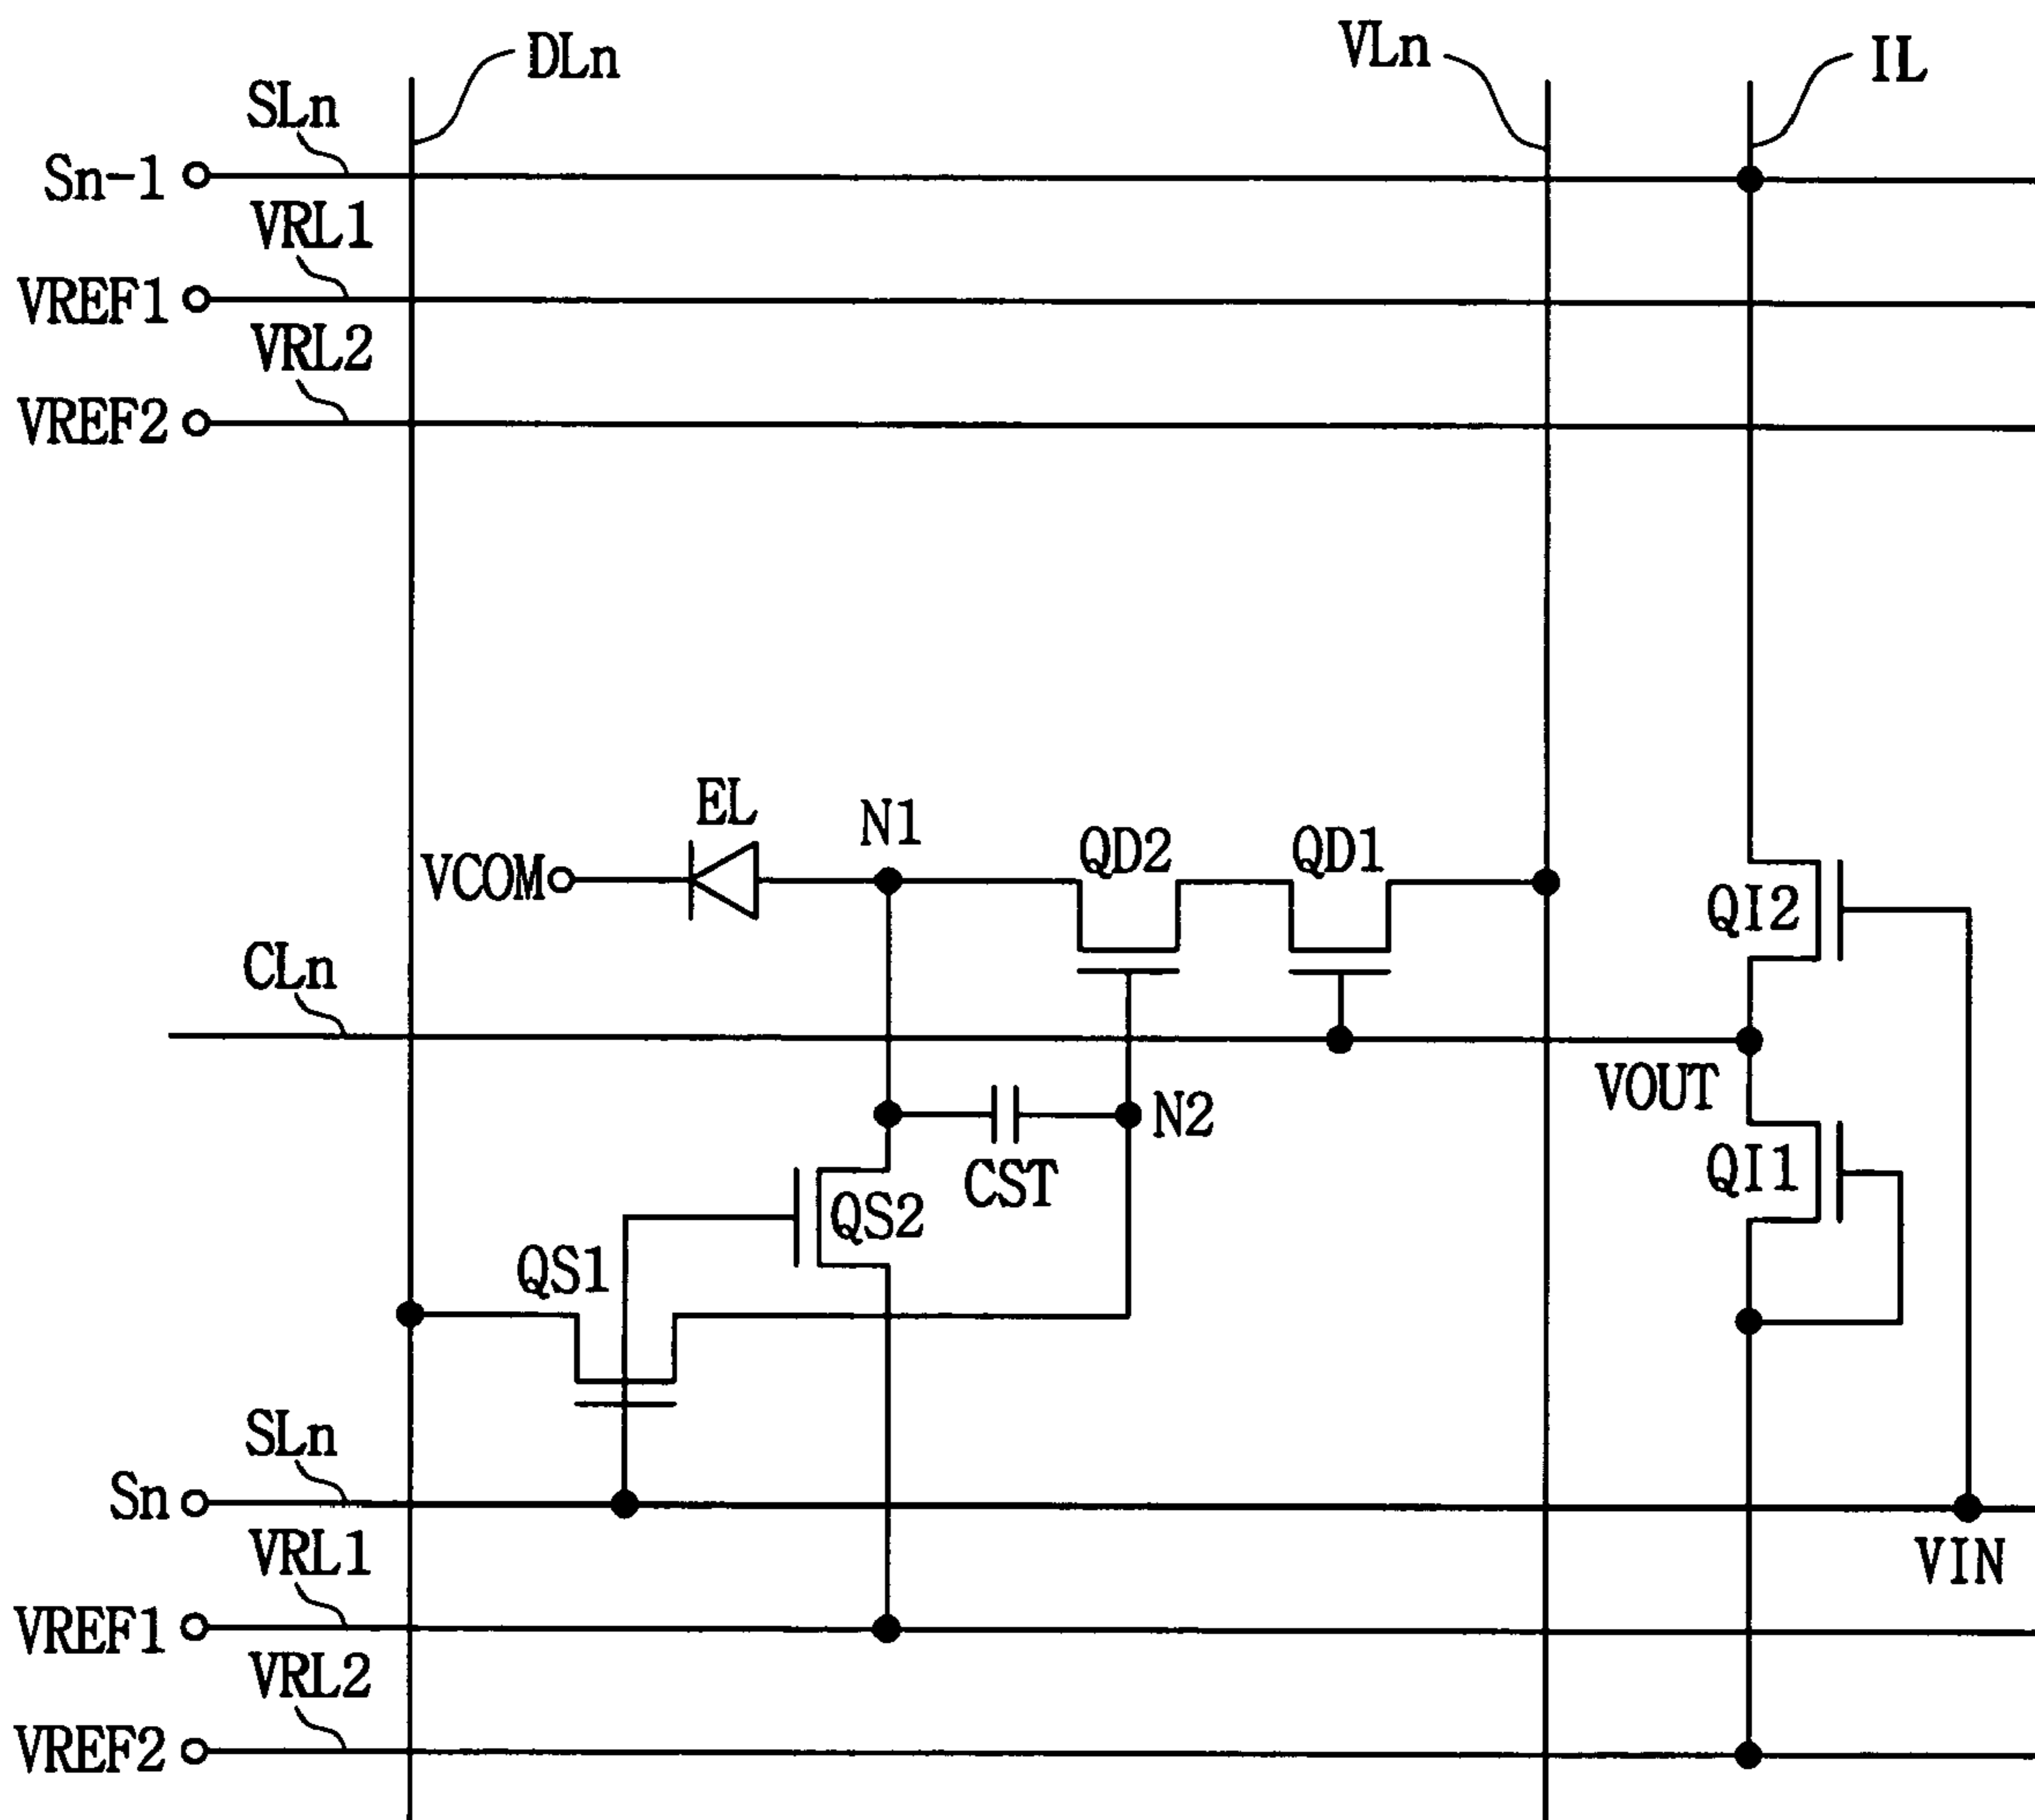 DLn
VLn
IL
SLn
Sn-1
VRL1
VREF1
VRL2
VREF2
EL
N1
QD2
QD1
VCOM
QI2
CLn
VOUT
N2
CST
QI1
QS2
QS1
SLn
Sn
VIN
VRL1
VREF1
VRL2
VREF2